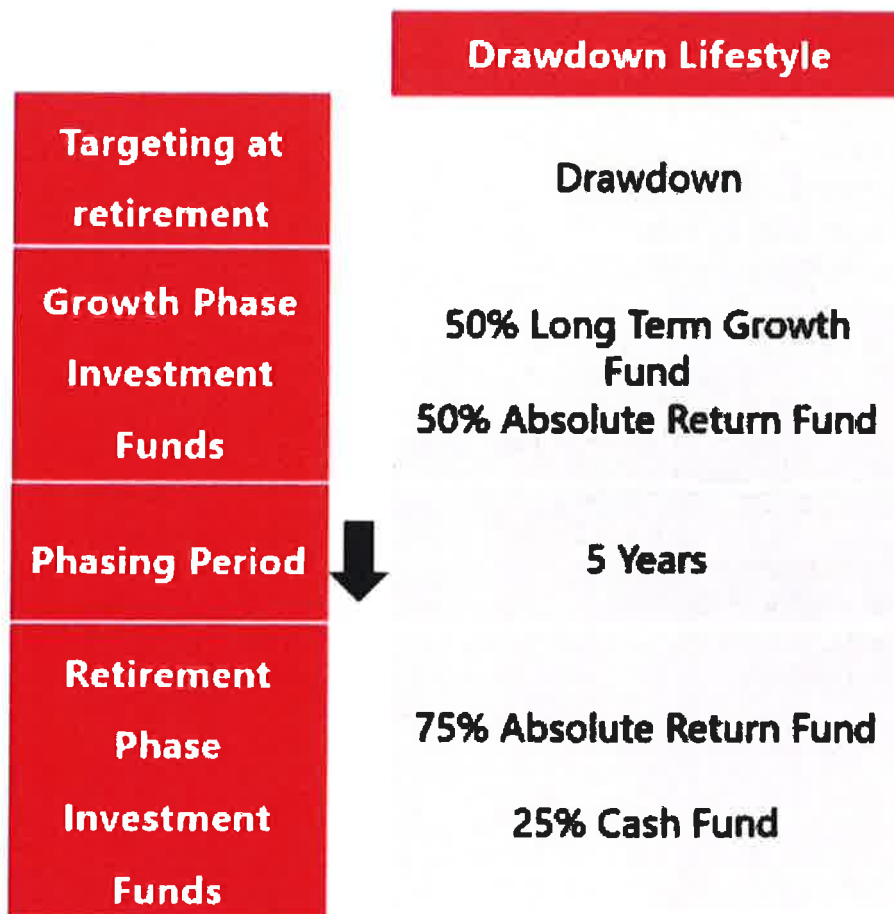 Drawdown Lifestyle
Targeting at
retirement
Drawdown
Growth Phase
Investment
Funds
50% Long Term Growth
Fund
50% Absolute Return Fund
Phasing Period
5 Years
Retirement
Phase
Investment
Funds
75% Absolute Return Fund
25% Cash Fund